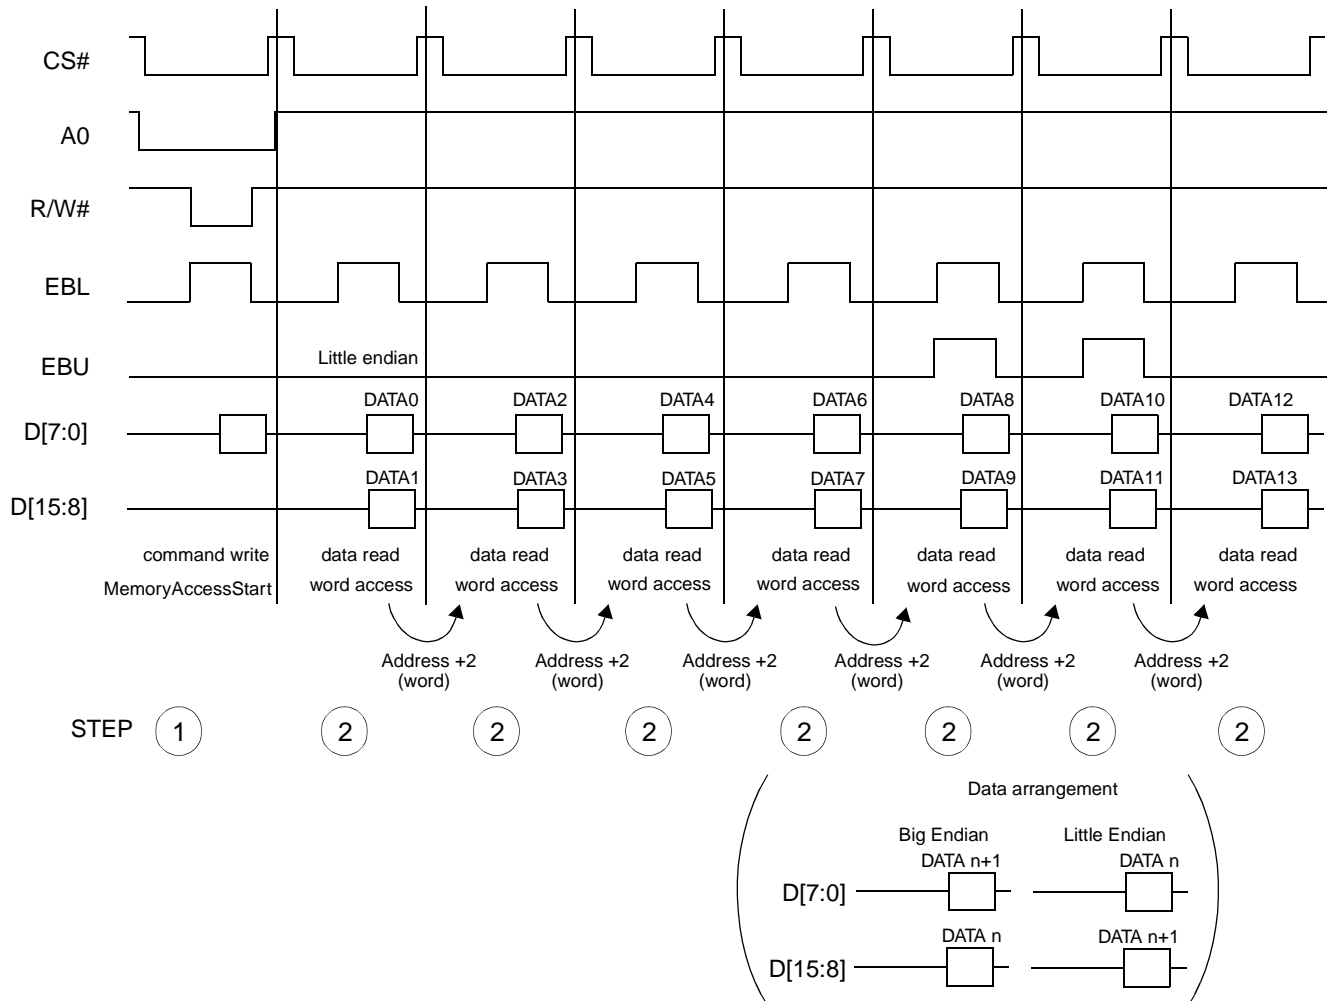 CS#
A0
R/W#
EBL
EBU
Little endian
DATA0 DATA2 DATA4 DATA6 DATA8 DATA10 DATA12
D[7:0]
DATA1 DATA3 DATA5 DATA7 DATA9 DATA11 DATA13
D[15:8]
command write data read data read data read data read data read data read data read
MemoryAccessStart word access word access word access word access word access word access word access
Address +2 Address +2 Address +2 Address +2 Address +2 Address +2
(word) (word) (word) (word) (word) (word)
STEP 1 2 2 2 2 2 2 2
Data arrangement
Big Endian Little Endian
DATA n+1 DATA n
D[7:0]
DATA n DATA n+1
D[15:8]